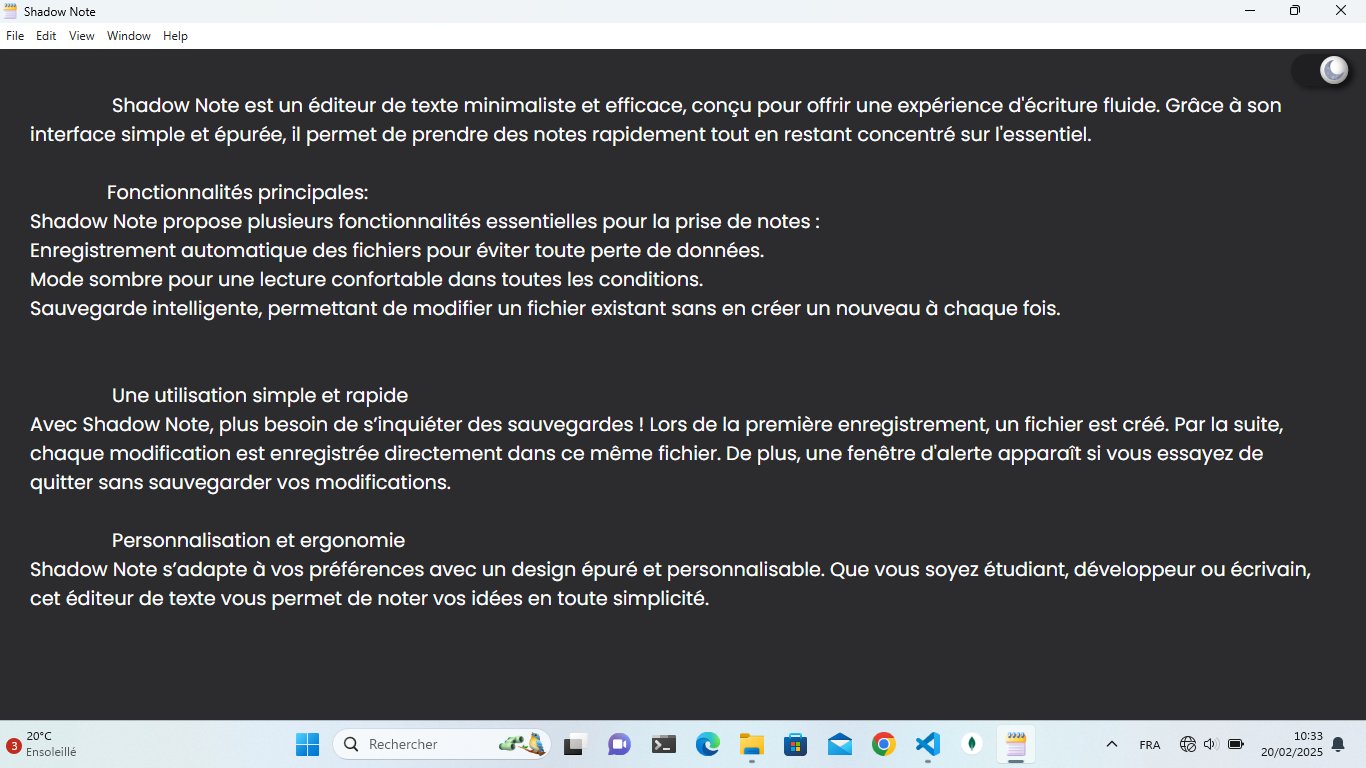 Shadow Note
File Edit View Window Help
Shadow Note est un éditeur de texte minimaliste et efficace, conçu pour offrir une expérience d'écriture fluide. Grâce à son
interface simple et épurée, il permet de prendre des notes rapidement tout en restant concentré sur l'essentiel.
Fonctionnalités principales:
Shadow Note propose plusieurs fonctionnalités essentielles pour la prise de notes :
Enregistrement automatique des fichiers pour éviter toute perte de données.
Mode sombre pour une lecture confortable dans toutes les conditions.
Sauvegarde intelligente, permettant de modifier un fichier existant sans en créer un nouveau à chaque fois.
Une utilisation simple et rapide
Avec Shadow Note, plus besoin de s’inquiéter des sauvegardes ! Lors de la première enregistrement, un fichier est créé. Par la suite,
chaque modification est enregistrée directement dans ce même fichier. De plus, une fenêtre d'alerte apparaît si vous essayez de
quitter sans sauvegarder vos modifications.
Personnalisation et ergonomie
Shadow Note s’adapte à vos préférences avec un design épuré et personnalisable. Que vous soyez étudiant, développeur ou écrivain,
cet éditeur de texte vous permet de noter vos idées en toute simplicité.
3
20°C
Ensoleillé
Rechercher
FRA
10:33
20/02/2025